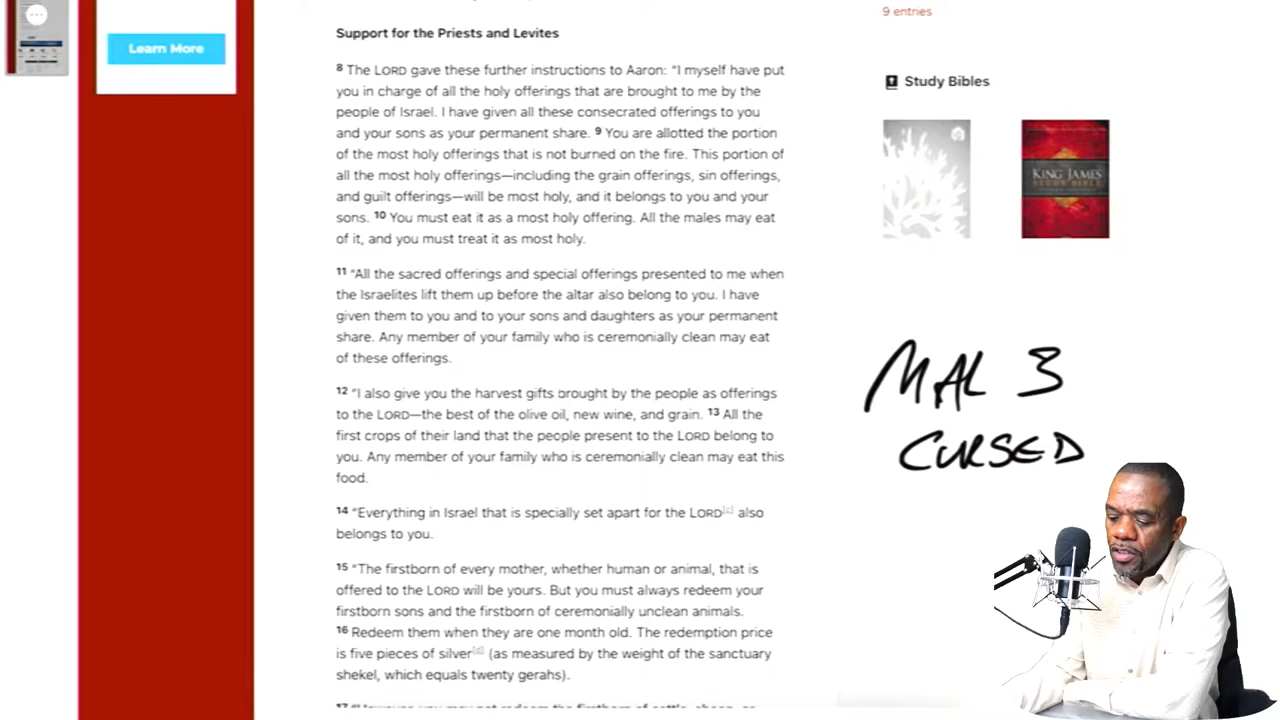 9 entries
Learn More
Support for the Priests and Levites
Study Bibles
8 The LORD gave these further instructions to Aaron: “I myself have put
you in charge of all the holy offerings that are brought to me by the
people of Israel. I have given all these consecrated offerings to you
and your sons as your permanent share. 9 You are allotted the portion
of the most holy offerings that is not burned on the fire. This portion of
all the most holy offerings—including the grain offerings, sin offerings,
and guilt offerings—will be most holy, and it belongs to you and your
sons. 10 You must eat it as a most holy offering. All the males may eat
of it, and you must treat it as most holy.
KING JAMES
STUDY BIBLE
11 “All the sacred offerings and special offerings presented to me when
the Israelites lift them up before the altar also belong to you. I have
given them to you and to your sons and daughters as your permanent
share. Any member of your family who is ceremonially clean may eat
of these offerings.
12 “I also give you the harvest gifts brought by the people as offerings
to the LORD—the best of the olive oil, new wine, and grain. 13 All the
first crops of their land that the people present to the LORD belong to
you. Any member of your family who is ceremonially clean may eat this
food.
14 “Everything in Israel that is specially set apart for the LORD[c] also
belongs to you.
15 “The firstborn of every mother, whether human or animal, that is
offered to the LORD will be yours. But you must always redeem your
firstborn sons and the firstborn of ceremonially unclean animals.
16 Redeem them when they are one month old. The redemption price
is five pieces of silver[d] (as measured by the weight of the sanctuary
shekel, which equals twenty gerahs).
MAL 3
CURSED